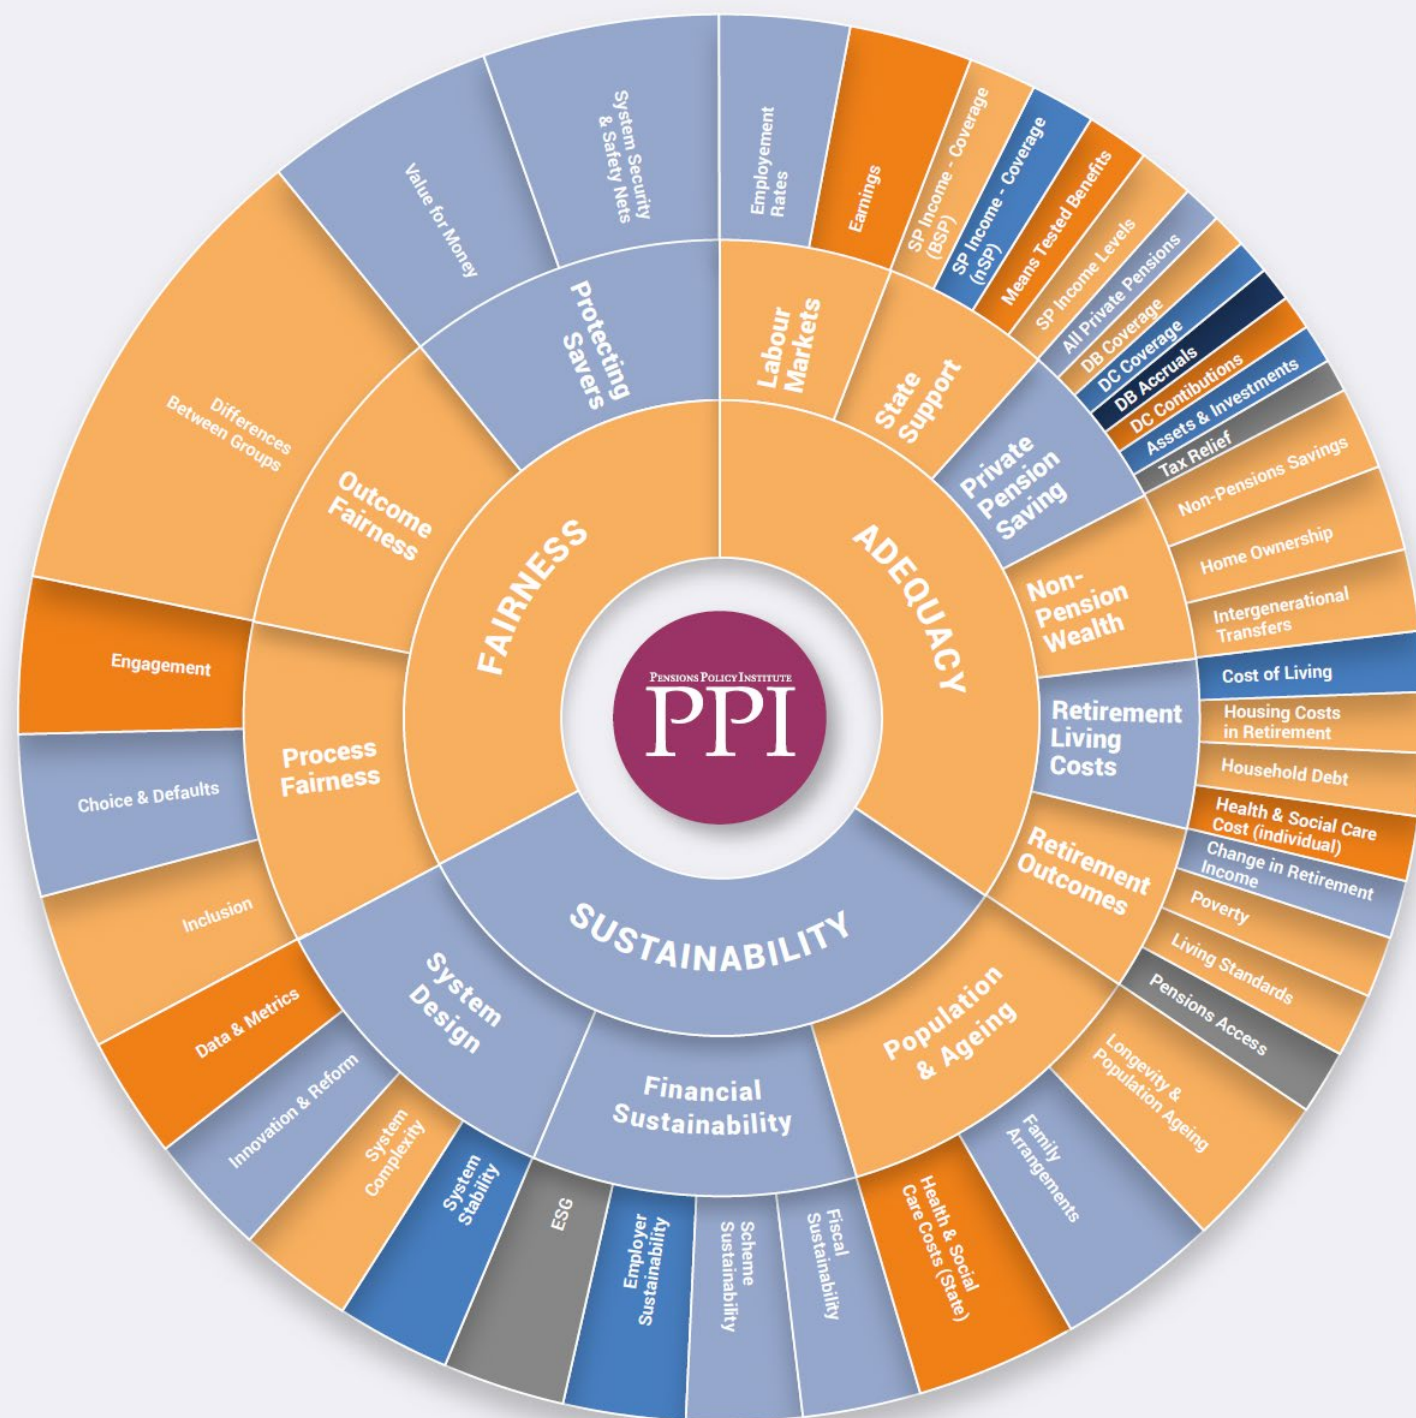 PENSIONS POLICY INSTITUTE
PPI
ADEQUACY
SUSTAINABILITY
FAIRNESS
Labour
Markets
State
Support
Private
Pension
Saving
Non-
Pension
Wealth
Retirement
Living
Costs
Retirement
Outcomes
Population
& Ageing
Financial
Sustainability
System
Design
Process
Fairness
Outcome
Fairness
Protecting
Savers
Employement
Rates
Earnings
SP Income - Coverage
(BSP)
SP Income - Coverage
(nSP)
Means Tested Benefits
SP Income Levels
All Private Pensions
DB Coverage
DC Coverage
DB Accruals
DC Contibutions
Assets & Investments
Tax Relief
Non-Pensions Savings
Home Ownership
Intergenerational
Transfers
Cost of Living
Housing Costs
in Retirement
Household Debt
Health & Social Care
Cost (individual)
Change in Retirement
Income
Poverty
Living Standards
Pensions Access
Longevity &
Population Ageing
Family
Arrangements
Health & Social
Care Costs (State)
Fiscal
Sustainability
Scheme
Sustainability
Employer
Sustainability
ESG
System
Stability
System
Complexity
Innovation & Reform
Data & Metrics
Inclusion
Choice & Defaults
Engagement
Differences
Between Groups
Value for Money
System Security
& Safety Nets